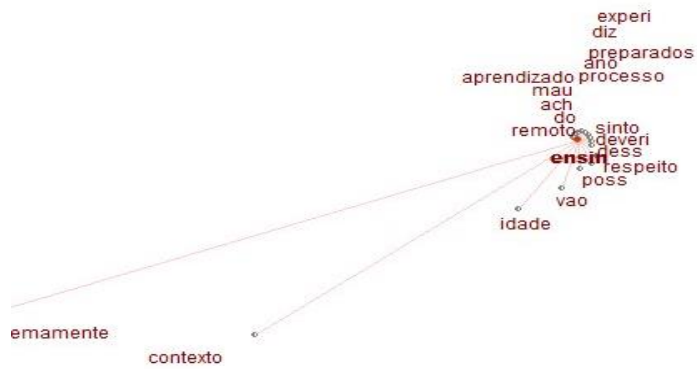 experi
diz
preparados
ano
aprendizado processo
mau
ach
do
remoto sinto
deveri
dess
ensin
respeito
poss
vao
idade
emamente
contexto